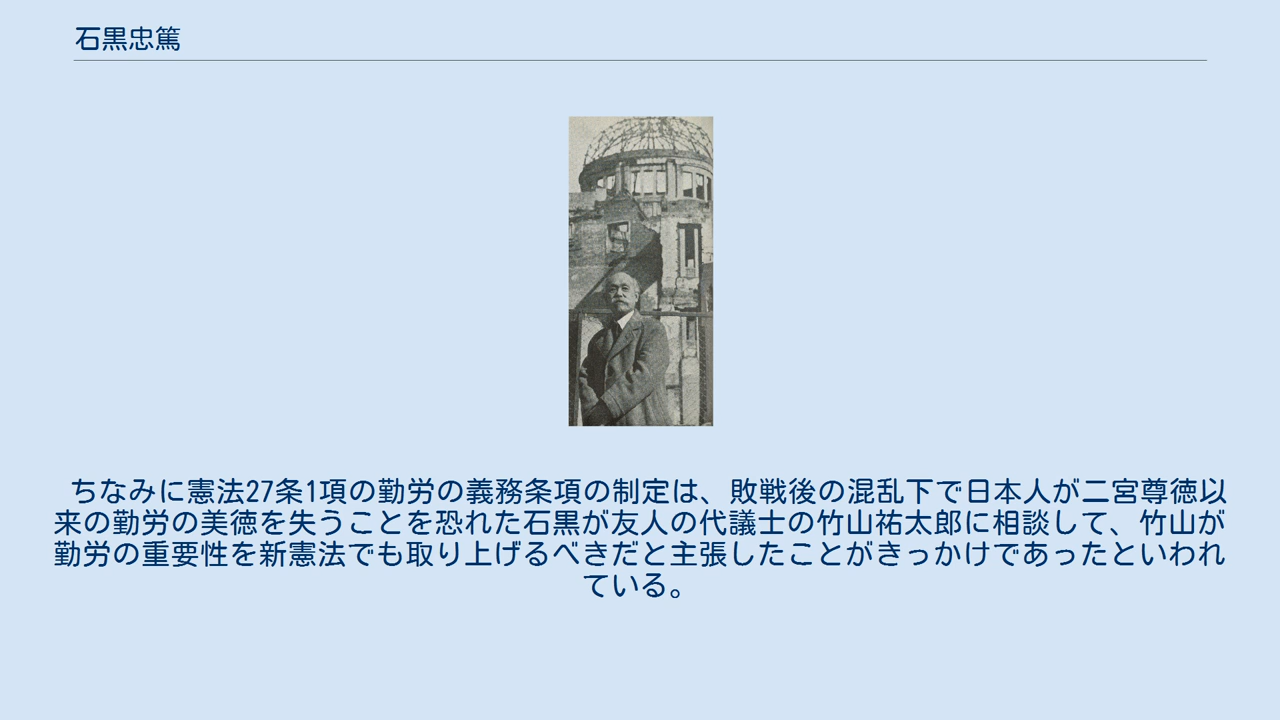 石黒忠篤
ちなみに憲法27条1項の勤労の義務条項の制定は、敗戦後の混乱下で日本人が二宮尊徳以
来の勤労の美徳を失うことを恐れた石黒が友人の代議士の竹山祐太郎に相談して、竹山が
勤労の重要性を新憲法でも取り上げるべきだと主張したことがきっかけであったといわれ
ている。